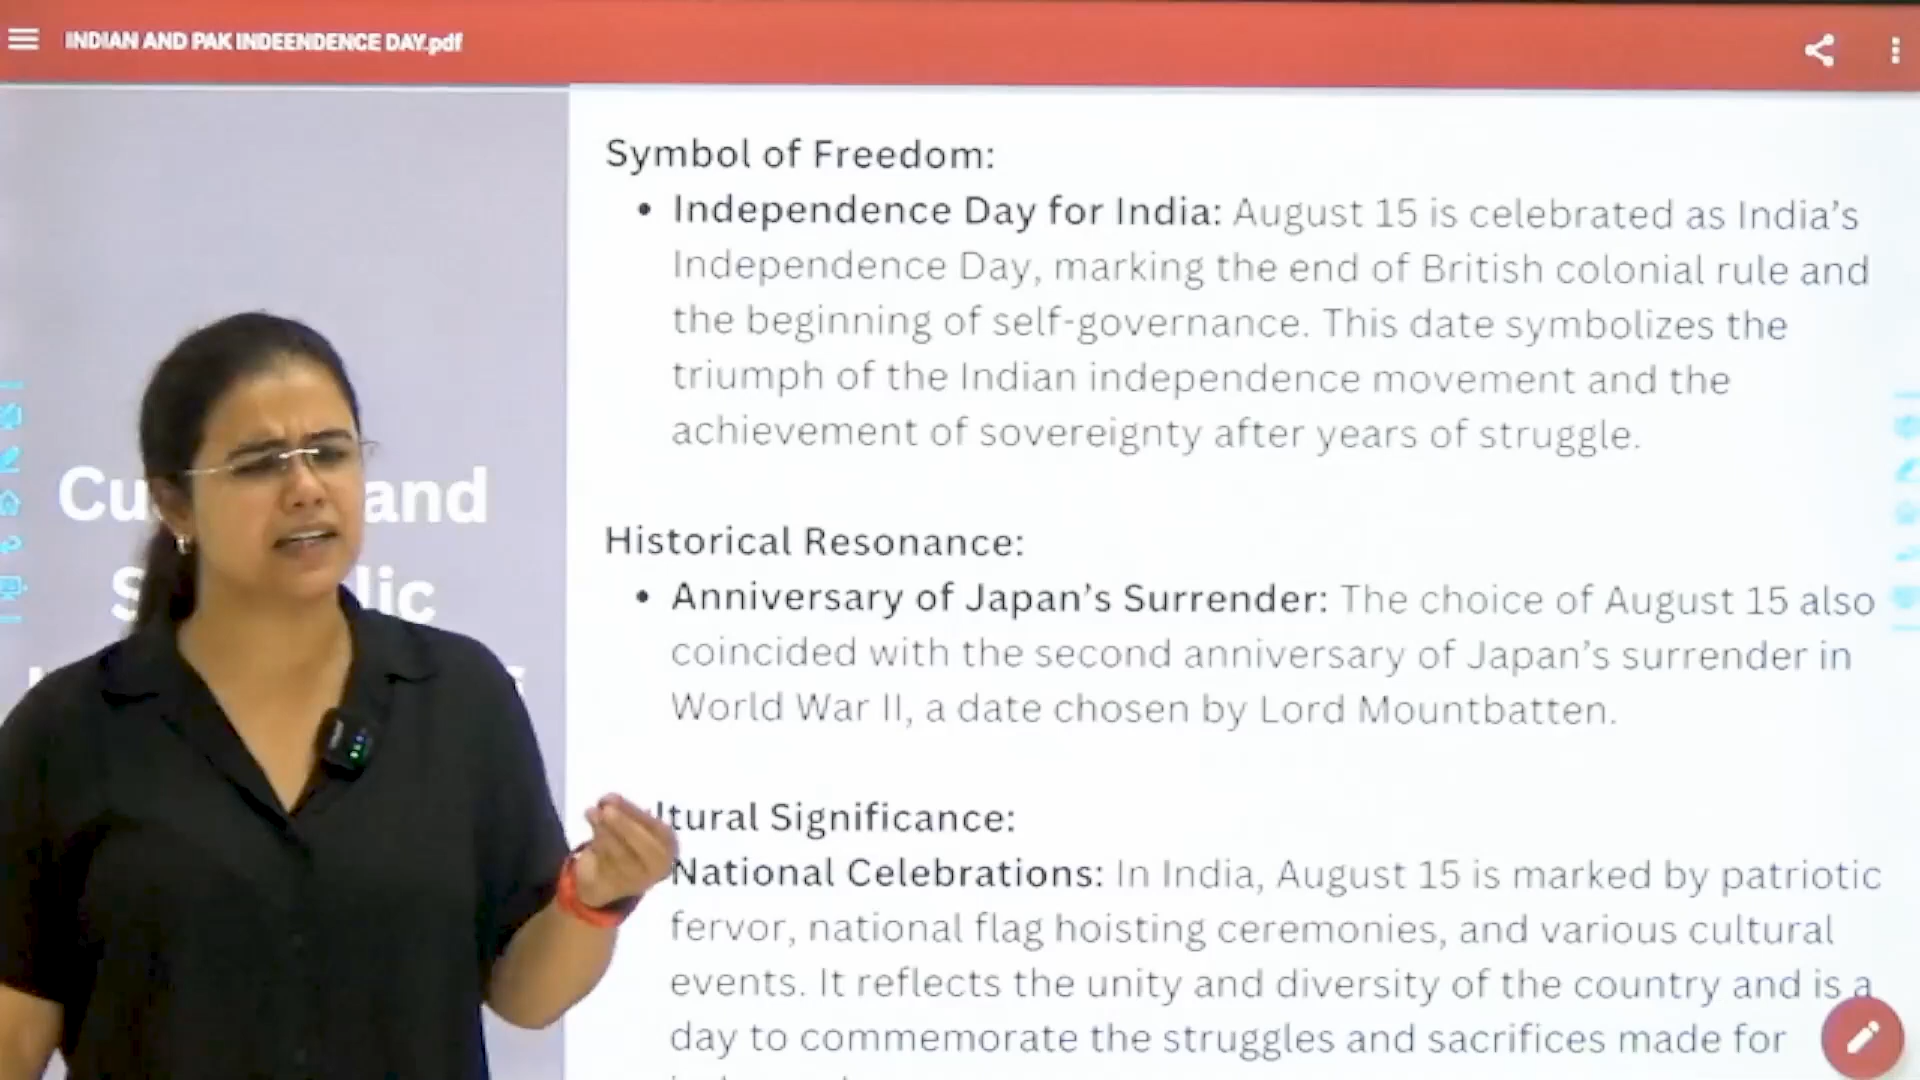 INDIAN AND PAK INDEENDENCE DAY.pdf
Symbol of Freedom:
• Independence Day for India: August 15 is celebrated as India's
Independence Day, marking the end of British colonial rule and
the beginning of self-governance. This date symbolizes the
triumph of the Indian independence movement and the
achievement of sovereignty after years of struggle.
and
Historical Resonance:
• Anniversary of Japan's Surrender: The choice of August 15 also
coincided with the second anniversary of Japan's surrender in
World War II, a date chosen by Lord Mountbatten.
Significance:
National Celebrations: In India, August 15 is marked by patriotic
fervor, national flag hoisting ceremonies, and various cultural
events. It reflects the unity and diversity of the country and is a
day to commemorate the struggles and sacrifices made for